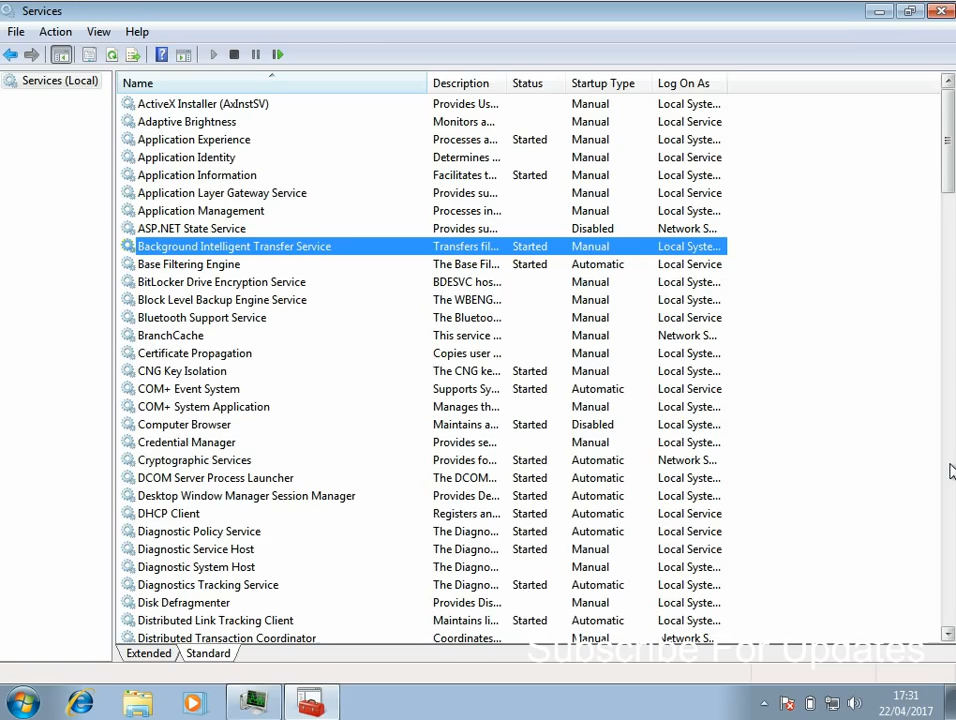 Services
File Action View Help
Services (Local)
Name Description Status Startup Type Log On As
ActiveX Installer (AxInstSV) Provides Us... Manual Local Syste...
Adaptive Brightness Monitors a... Manual Local Service
Application Experience Processes a... Started Manual Local Syste...
Application Identity Determines ... Manual Local Service
Application Information Facilitates t... Started Manual Local Syste...
Application Layer Gateway Service Provides su... Manual Local Service
Application Management Processes in... Manual Local Syste...
ASP.NET State Service Provides su... Disabled Network S...
Background Intelligent Transfer Service Transfers fil... Started Manual Local Syste...
Base Filtering Engine The Base Fil... Started Automatic Local Service
BitLocker Drive Encryption Service BDESVC hos... Manual Local Syste...
Block Level Backup Engine Service The WBENG... Manual Local Syste...
Bluetooth Support Service The Bluetoo... Manual Local Service
BranchCache This service ... Manual Network S...
Certificate Propagation Copies user ... Manual Local Syste...
CNG Key Isolation The CNG ke... Started Manual Local Syste...
COM+ Event System Supports Sy... Started Automatic Local Service
COM+ System Application Manages th... Manual Local Syste...
Computer Browser Maintains a... Started Disabled Local Syste...
Credential Manager Provides se... Manual Local Syste...
Cryptographic Services Provides fo... Started Automatic Network S...
DCOM Server Process Launcher The DCOM... Started Automatic Local Syste...
Desktop Window Manager Session Manager Provides De... Started Automatic Local Syste...
DHCP Client Registers an... Started Automatic Local Service
Diagnostic Policy Service The Diagno... Started Automatic Local Service
Diagnostic Service Host The Diagno... Started Manual Local Service
Diagnostic System Host The Diagno... Manual Local Syste...
Diagnostics Tracking Service The Diagno... Started Automatic Local Syste...
Disk Defragmenter Provides Dis... Manual Local Syste...
Distributed Link Tracking Client Maintains li... Started Automatic Local Syste...
Distributed Transaction Coordinator Coordinates... Manual Network S...
Subscribe For Updates
Extended Standard
17:31
22/04/2017